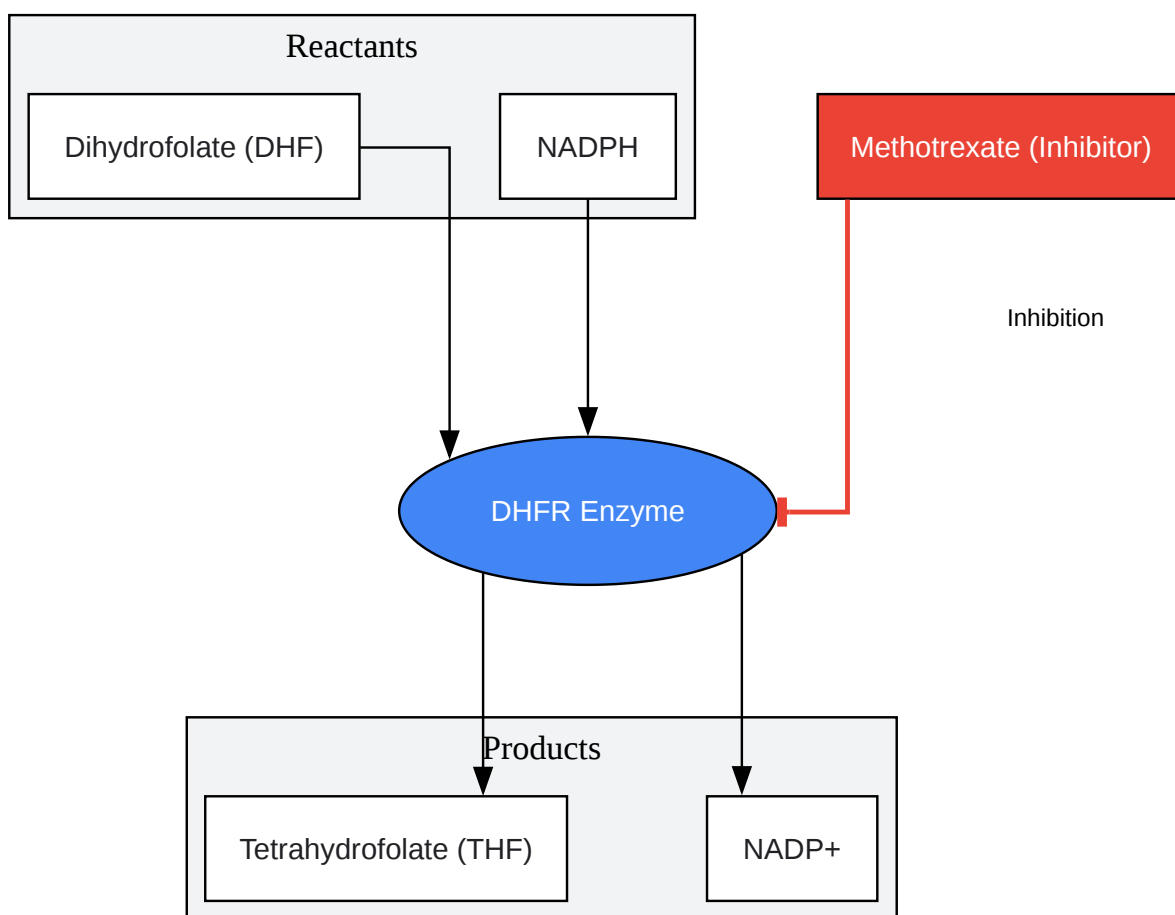 Reactants
Dihydrofolate (DHF)
NADPH
Methotrexate (Inhibitor)
Inhibition
DHFR Enzyme
Products
Tetrahydrofolate (THF)
NADP+